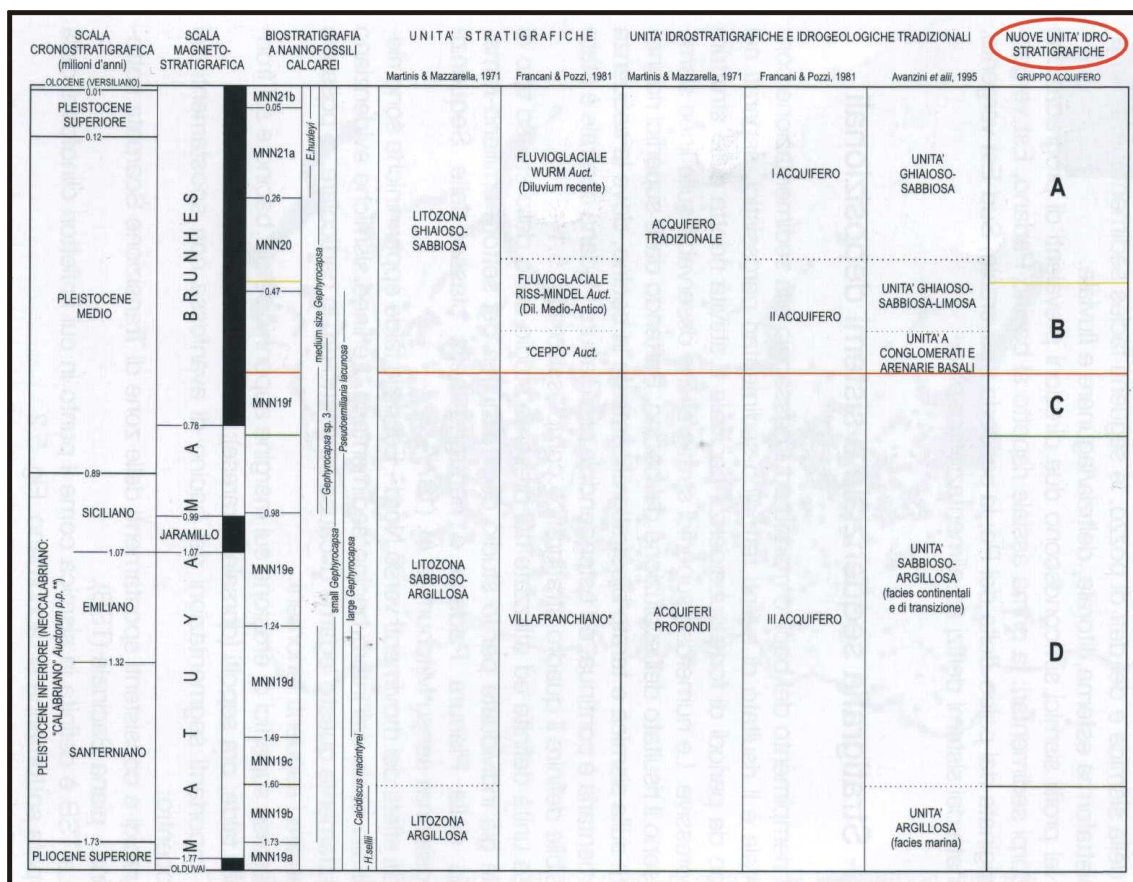 SCALA
CRONOSTRATIGRAFICA
(milioni d'anni)
SCALA
MAGNETO-
STRATIGRAFICA
BIOSTRATIGRAFIA
A NANNOFOSSILI
CALCAREI
UNITA' STRATIGRAFICHE
UNITA' IDROSTRATIGRAFICHE E IDROGEOLOGICHE TRADIZIONALI
NUOVE UNITA' IDRO-
STRATIGRAFICHE
Martinis & Mazzarella, 1971
Francani & Pozzi, 1981
Martinis & Mazzarella, 1971
Francani & Pozzi, 1981
Avanzini et alii, 1995
GRUPPO ACQUIFERO
OLOCENE (VERSILIANO)
0.01
PLEISTOCENE
SUPERIORE
0.12
PLEISTOCENE
MEDIO
0.89
SICILIANO
0.99
1.07
EMILIANO
1.32
SANTERNIANO
1.73
PLIOCENE SUPERIORE
PLEISTOCENE INFERIORE (NEOCALABRIANO:
"CALABRIANO" Auctorum p.p. **)
BRUNHES
0.78
MATUYAMA
JARAMILLO
1.07
1.77
OLDUVAI
MNN21b
0.05
MNN21a
0.26
MNN20
0.47
MNN19f
0.98
MNN19e
1.24
MNN19d
1.49
MNN19c
1.60
MNN19b
1.73
MNN19a
E.huxleyi
medium size Gephyrocapsa
Gephyrocapsa sp. 3
Pseudoemiliania lacunosa
small Gephyrocapsa
large Gephyrocapsa
Calcidiscus macintyrei
H.sellii
LITOZONA
GHIAIOSO-
SABBIOSA
LITOZONA
SABBIOSO-
ARGILLOSA
LITOZONA
ARGILLOSA
FLUVIOGLACIALE
WURM Auct.
(Diluvium recente)
FLUVIOGLACIALE
RISS-MINDEL Auct.
(Dil. Medio-Antico)
"CEPPO" Auct.
VILLAFRANCHIANO*
ACQUIFERO
TRADIZIONALE
ACQUIFERI
PROFONDI
I ACQUIFERO
II ACQUIFERO
III ACQUIFERO
UNITA'
GHIAIOSO-
SABBIOSA
UNITA' GHIAIOSO-
SABBIOSA-LIMOSA
UNITA' A
CONGLOMERATI E
ARENARIE BASALI
UNITA'
SABBIOSO-
ARGILLOSA
(facies continentali
e di transizione)
UNITA'
ARGILLOSA
(facies marina)
A
B
C
D